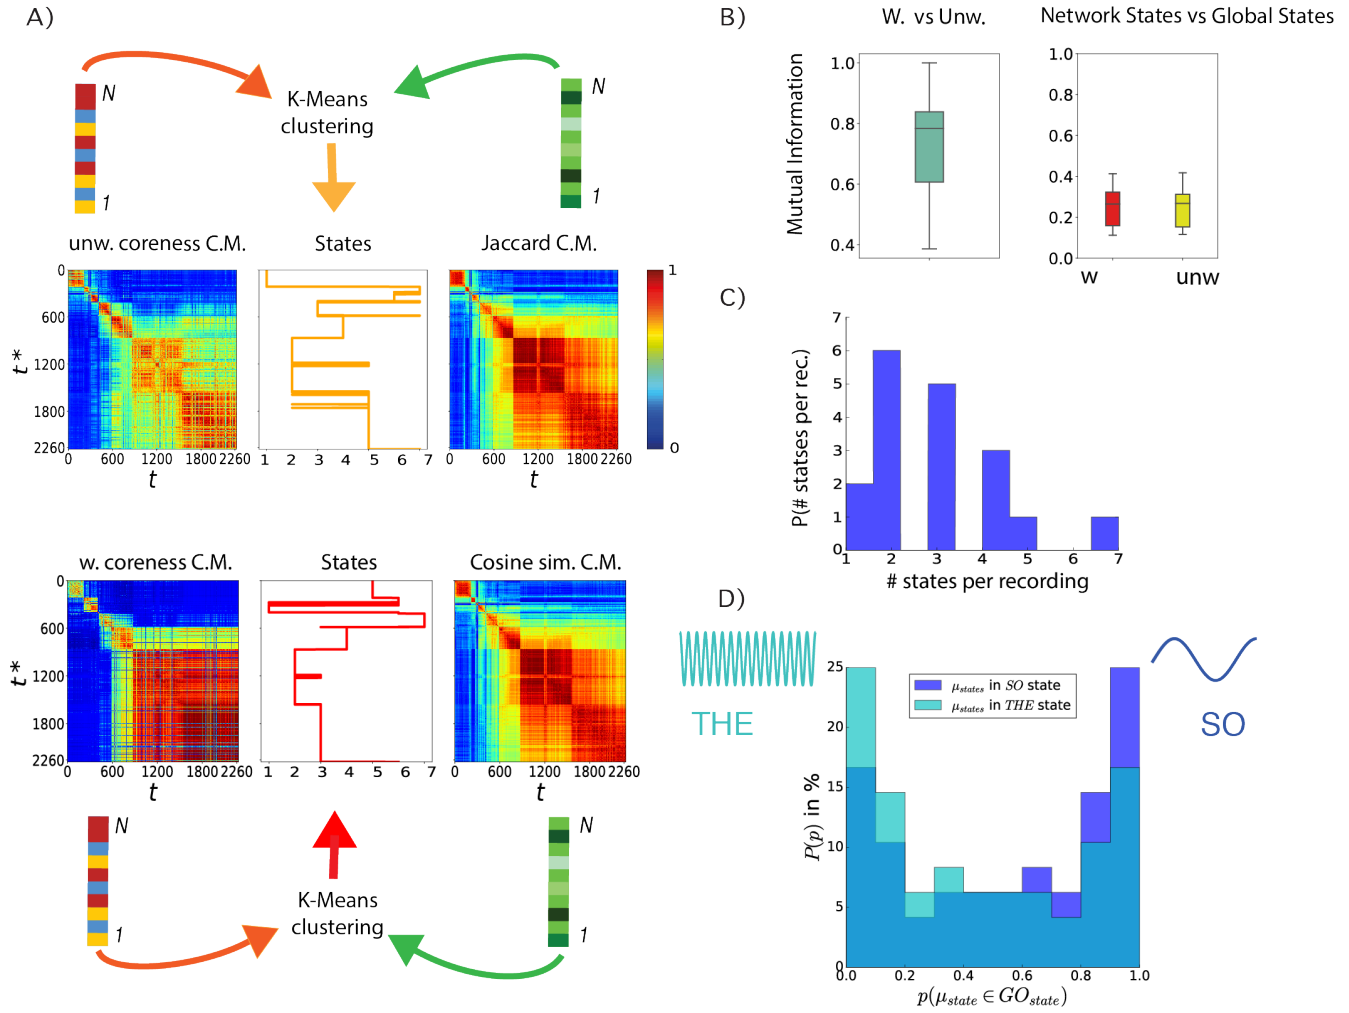 A)
N
1
K-Means
clustering
N
1
unw. coreness C.M.
States
Jaccard C.M.
t*
0
600
1200
1800
2260
0 600 1200 1800 2260
t
1 2 3 4 5 6 7
0 600 1200 1800 2260
t
1
0
w. coreness C.M.
States
Cosine sim. C.M.
t*
0
600
1200
1800
2260
0 600 1200 1800 2260
t
1 2 3 4 5 6 7
0 600 1200 1800 2260
t
N
1
K-Means
clustering
N
1
B)
W. vs Unw.
Mutual Information
1.0
0.8
0.6
0.4
Network States vs Global States
1.0
0.8
0.6
0.4
0.2
0.0
w unw
C)
P(# statses per rec.)
7
6
5
4
3
2
1
0
1 2 3 4 5 6 7
# states per recording
D)
THE
SO
μstates in SO state
μstates in THE state
P(p) in %
25
20
15
10
5
0
0.0 0.2 0.4 0.6 0.8 1.0
p(μstate ∈ GOstate)